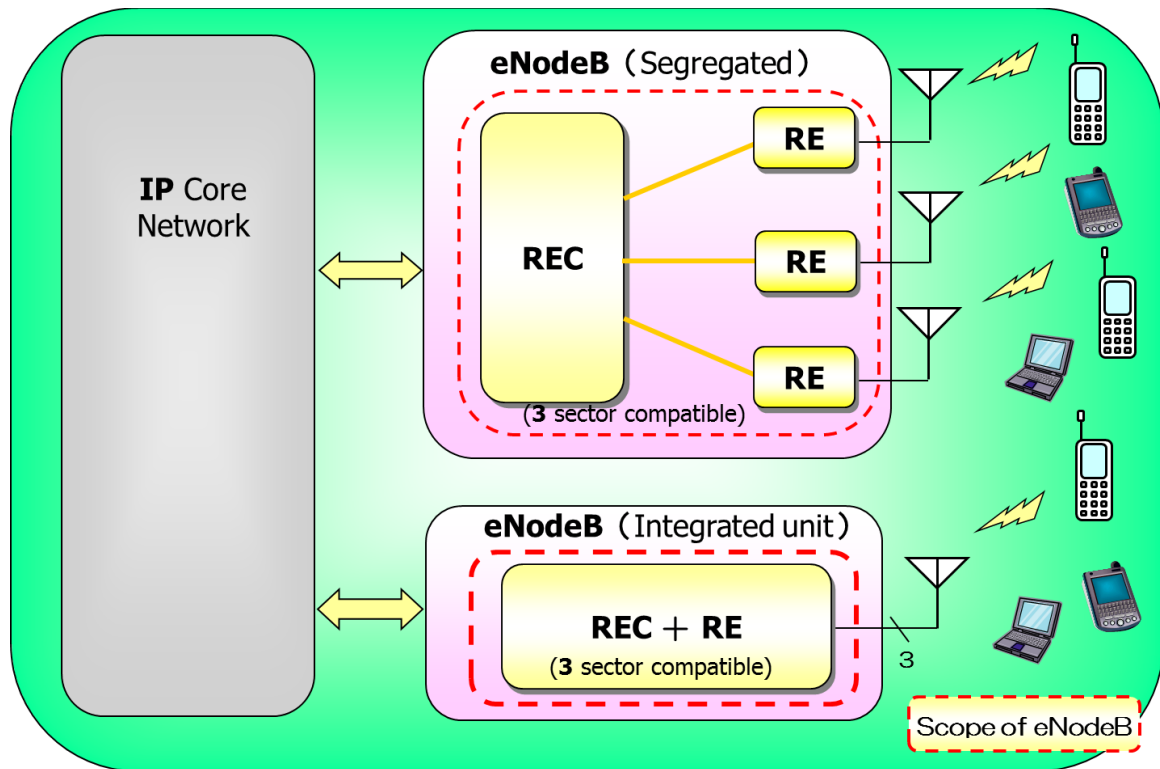 IP Core
Network
eNodeB（Segregated）
REC
RE
RE
RE
(3 sector compatible)
eNodeB（Integrated unit）
REC＋RE
(3 sector compatible)
3
Scope of eNodeB